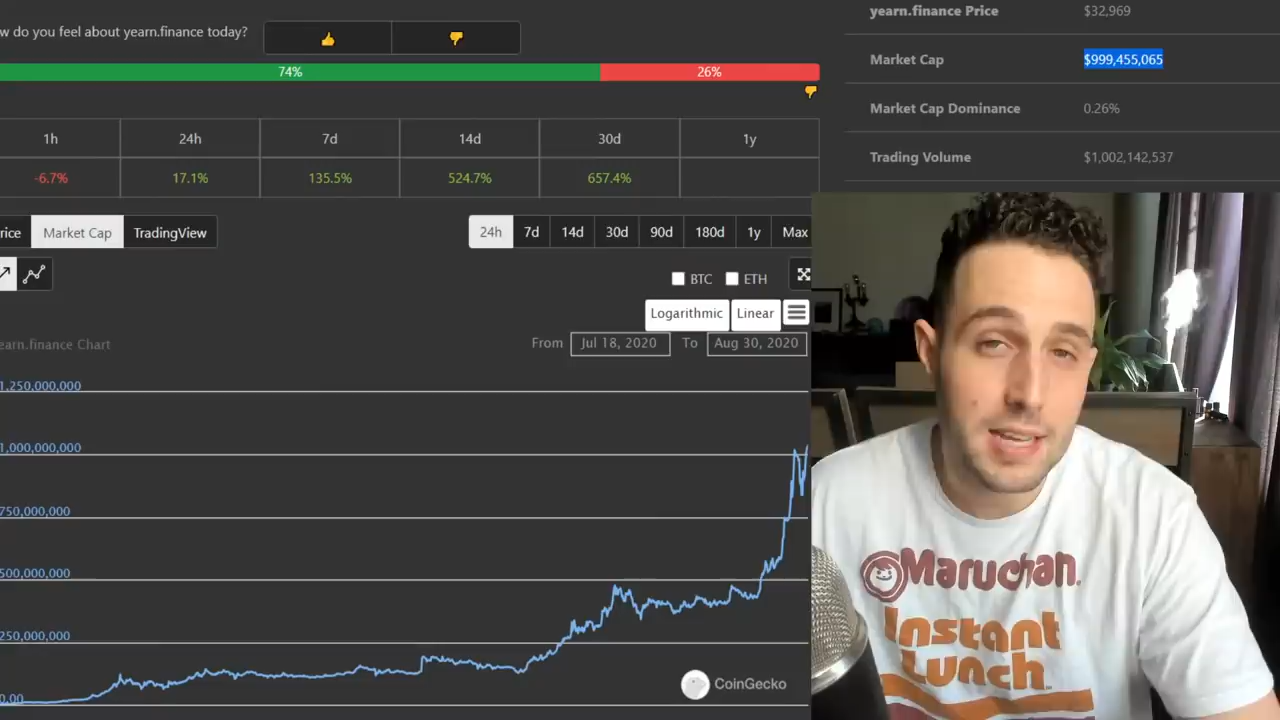 w do you feel about yearn.finance today?
74%
26%
1h 24h 7d 14d 30d 1y
-6.7% 17.1% 135.5% 524.7% 657.4%
rice Market Cap TradingView
24h 7d 14d 30d 90d 180d 1y Max
BTC ETH
Logarithmic Linear
earn.finance Chart
From Jul 18, 2020 To Aug 30, 2020
1,250,000,000
1,000,000,000
750,000,000
500,000,000
250,000,000
0.00
CoinGecko
yearn.finance Price $32,969
Market Cap $999,455,065
Market Cap Dominance 0.26%
Trading Volume $1,002,142,537
Maruchan.
Instant
Lunch